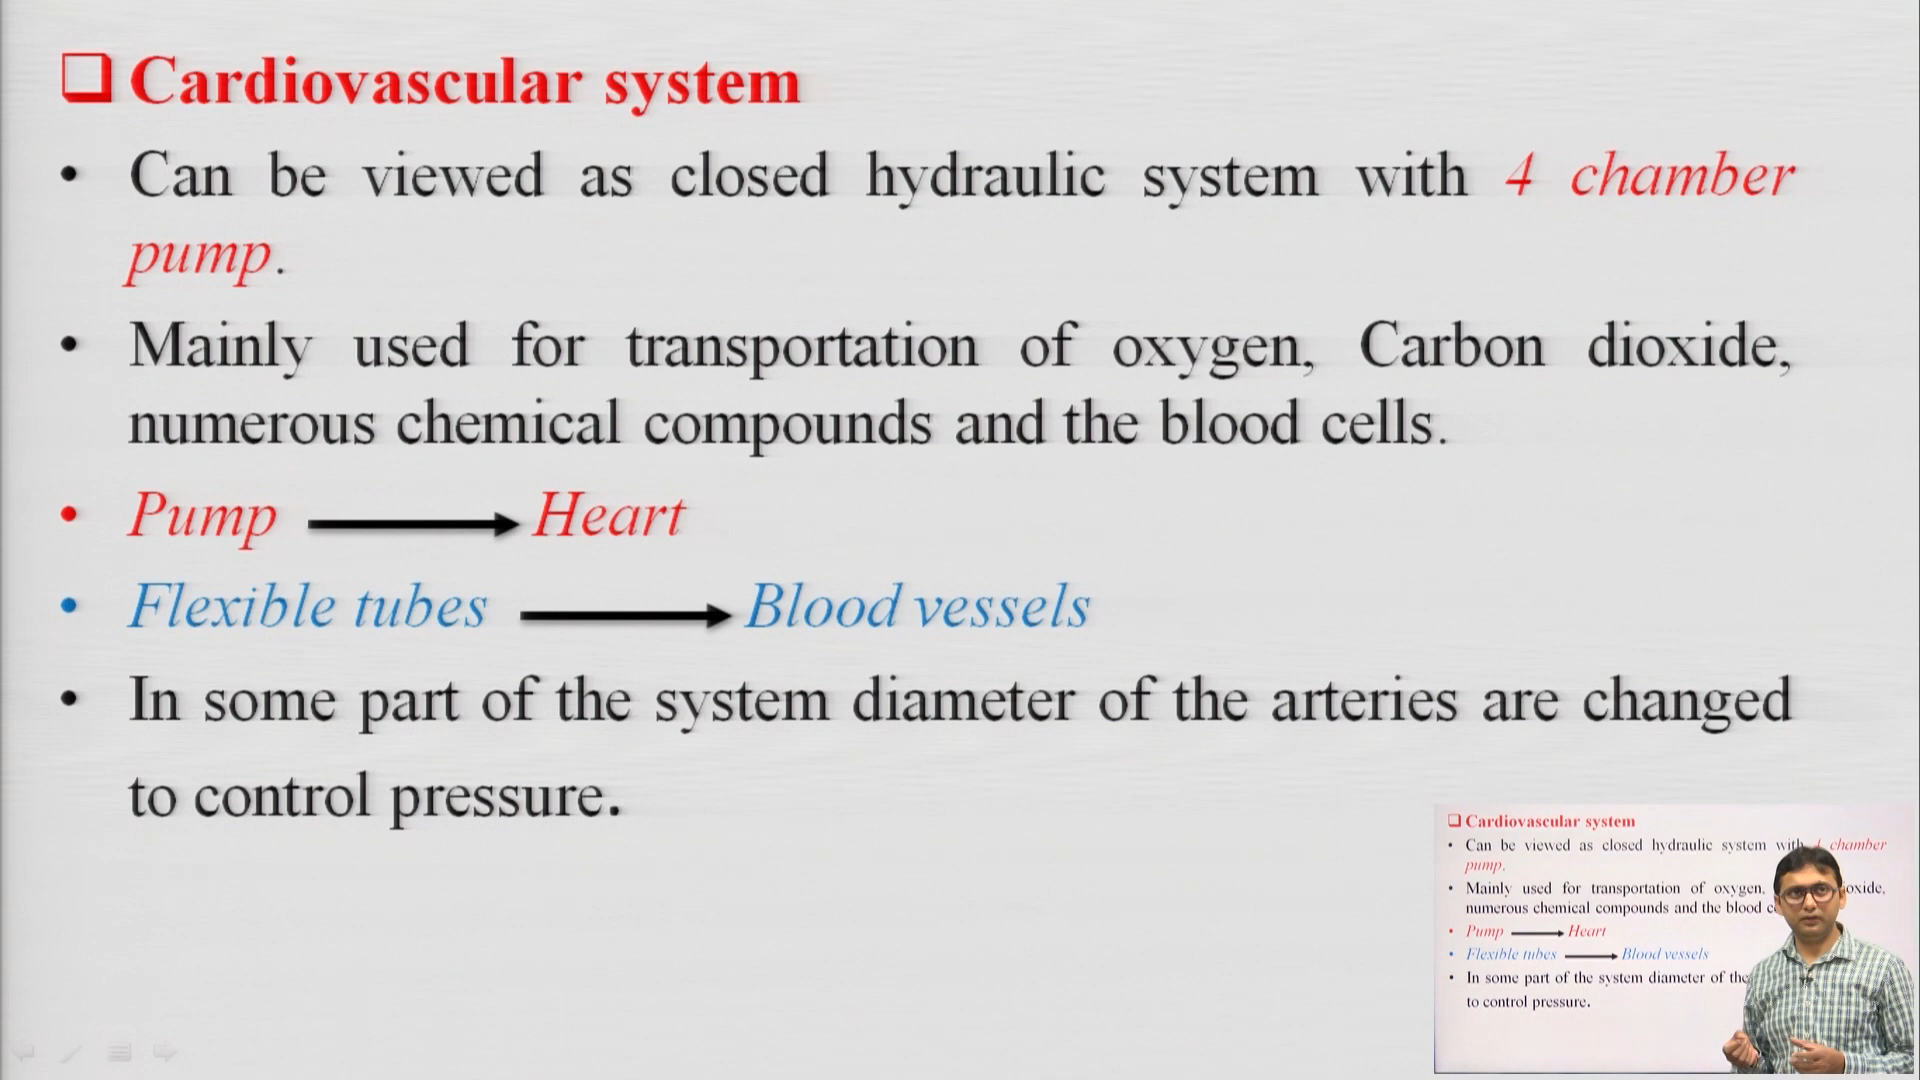 Cardiovascular system
• Can be viewed as closed hydraulic system with 4 chamber
pump.
• Mainly used for transportation of oxygen, Carbon dioxide,
numerous chemical compounds and the blood cells.
• Pump → Heart
• Flexible tubes → Blood vessels
• In some part of the system diameter of the arteries are changed
to control pressure.
Cardiovascular system
• Can be viewed as closed hydraulic system with chamber
pump.
• Mainly used for transportation of oxygen, oxide,
numerous chemical compounds and the blood
• Pump → Heart
• Flexible tubes → Blood vessels
• In some part of the system diameter of the
to control pressure.